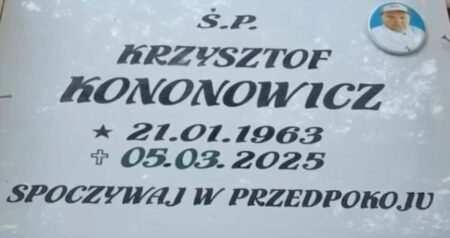 Ś.P.
KRZYSZTOF
KONONOWICZ
★ 21.01.1963
✝ 05.03.2025
SPOCZYWAJ W PRZEDPOKOJU